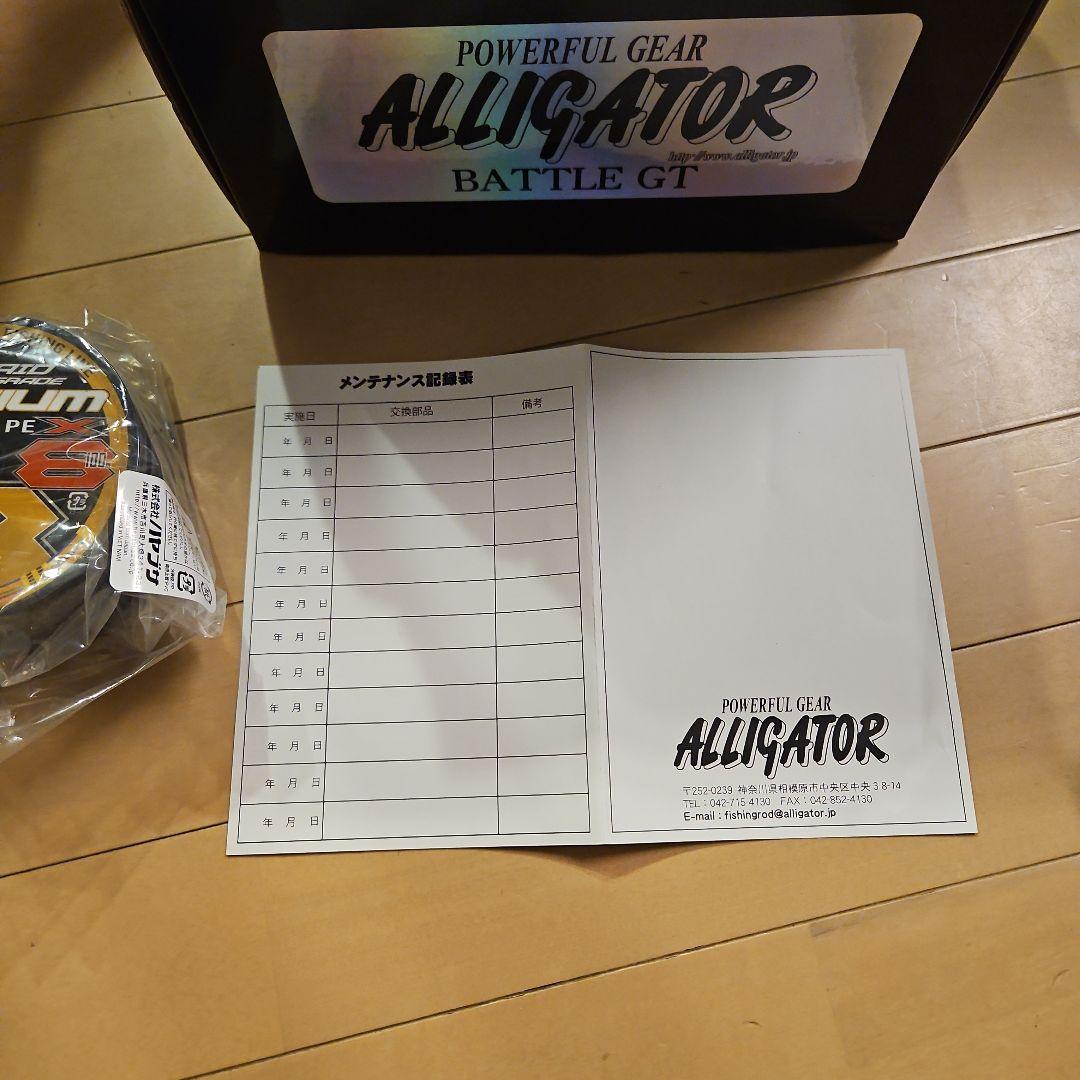 POWERFUL GEAR
ALLIGATOR
http://www.alligator.jp
BATTLE GT
FISHING LINE
GRADE
PE X
8
100
株式会社ハヤブサ
メンテナンス記録表
実施日 交換部品 備考
年 月 日
年 月 日
年 月 日
年 月 日
年 月 日
年 月 日
年 月 日
年 月 日
年 月 日
年 月 日
年 月 日
年 月 日
POWERFUL GEAR
ALLIGATOR
〒252-0239 神奈川県相模原市中央区中央 3-8-14
TEL：042-715-4130 FAX：042-852-4130
E-mail：fishingrod@alligator.jp